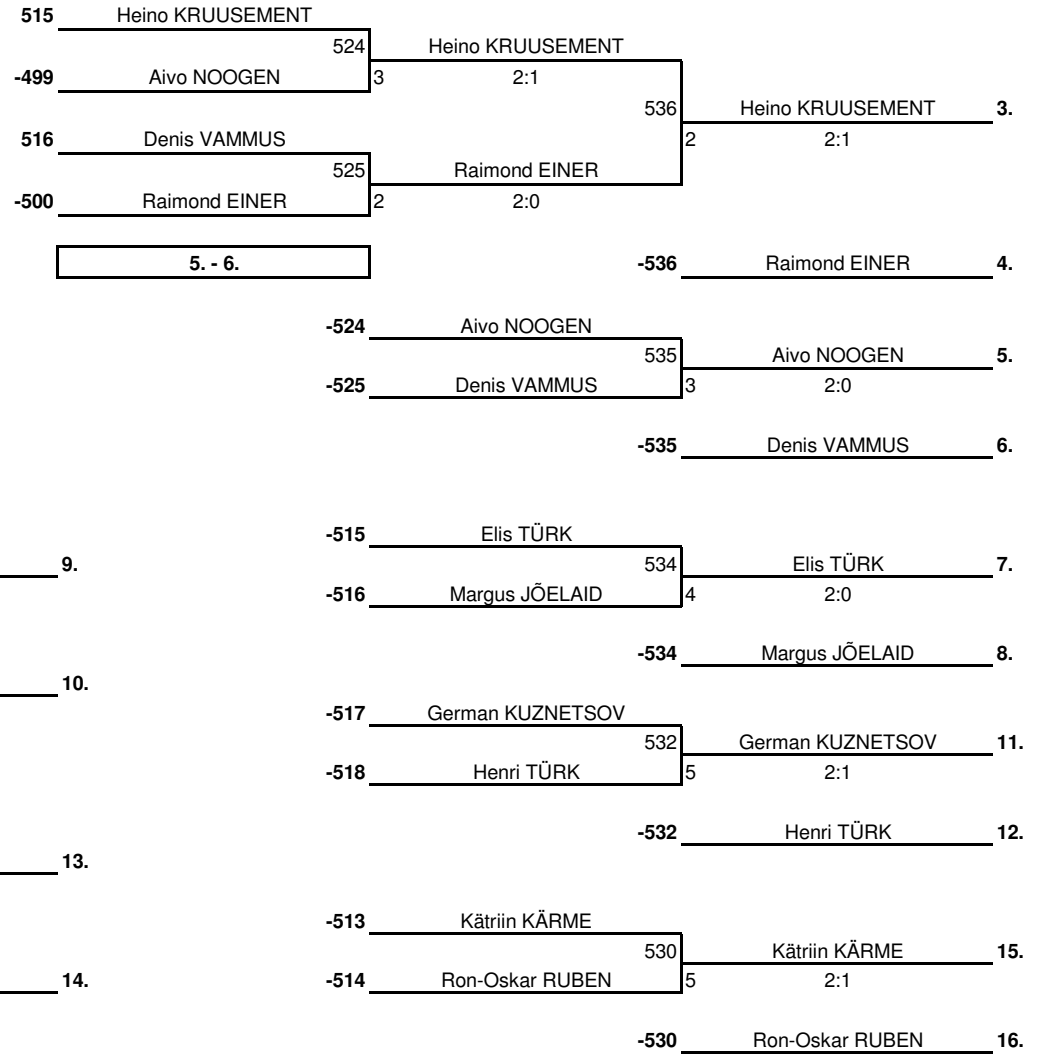 515 Heino KRUUSEMENT
524 Heino KRUUSEMENT
-499 Aivo NOOGEN 3 2:1
536 Heino KRUUSEMENT 3.
516 Denis VAMMUS 2 2:1
525 Raimond EINER
-500 Raimond EINER 2 2:0
5. - 6. -536 Raimond EINER 4.
-524 Aivo NOOGEN
535 Aivo NOOGEN 5.
-525 Denis VAMMUS 3 2:0
-535 Denis VAMMUS 6.
-515 Elis TÜRK
9. 534 Elis TÜRK 7.
-516 Margus JÕELAID 4 2:0
-534 Margus JÕELAID 8.
10.
-517 German KUZNETSOV
532 German KUZNETSOV 11.
-518 Henri TÜRK 5 2:1
-532 Henri TÜRK 12.
13.
-513 Kätriin KÄRME
530 Kätriin KÄRME 15.
14. -514 Ron-Oskar RUBEN 5 2:1
-530 Ron-Oskar RUBEN 16.